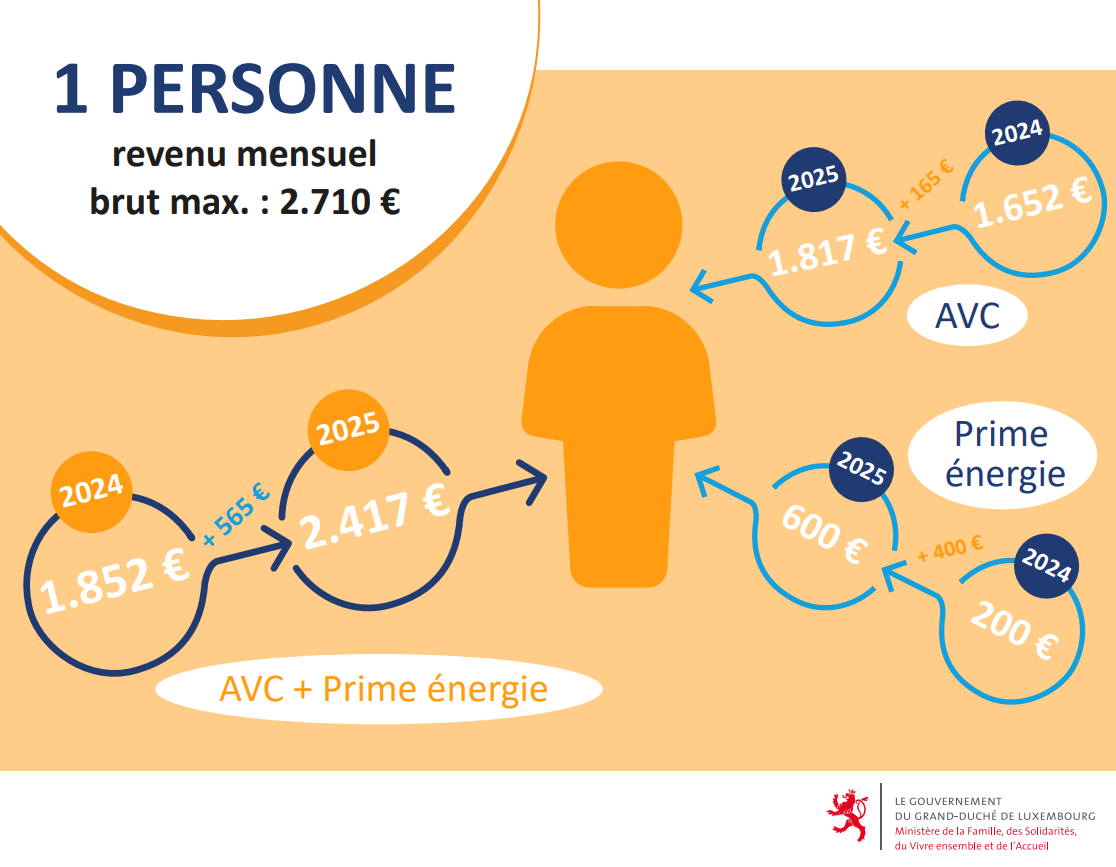 1 PERSONNE
revenu mensuel
brut max. : 2.710 €
2024
1.652 €
+ 165 €
2025
1.817 €
AVC
Prime
énergie
2025
600 €
+ 400 €
2024
200 €
2024
1.852 €
+ 565 €
2025
2.417 €
AVC + Prime énergie
LE GOUVERNEMENT
DU GRAND-DUCHÉ DE LUXEMBOURG
Ministère de la Famille, des Solidarités,
du Vivre ensemble et de l'Accueil